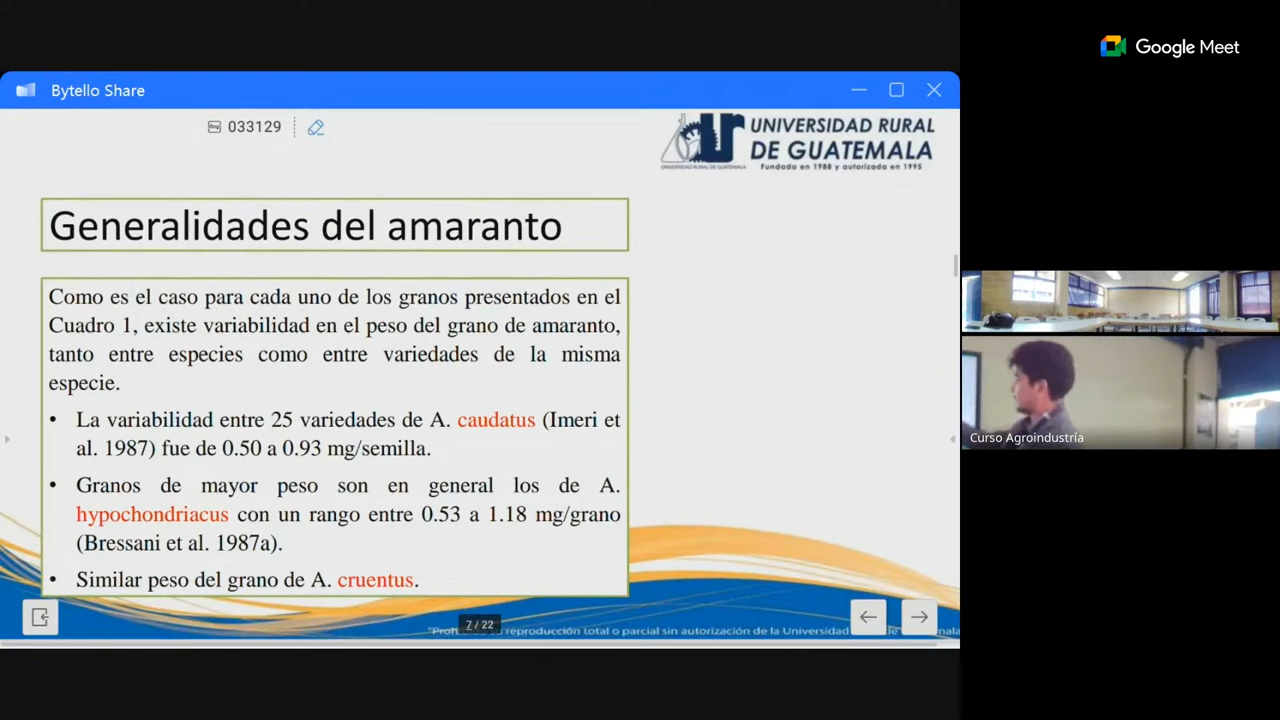 Google Meet
Bytello Share
033129
UNIVERSIDAD RURAL
DE GUATEMALA
UNIVERSIDAD RURAL DE GUATEMALA
Fundada en 1988 y autorizada en 1995
Generalidades del amaranto
Como es el caso para cada uno de los granos presentados en el
Cuadro 1, existe variabilidad en el peso del grano de amaranto,
tanto entre especies como entre variedades de la misma
especie.
• La variabilidad entre 25 variedades de A. caudatus (Imeri et
al. 1987) fue de 0.50 a 0.93 mg/semilla.
• Granos de mayor peso son en general los de A.
hypochondriacus con un rango entre 0.53 a 1.18 mg/grano
(Bressani et al. 1987a).
• Similar peso del grano de A. cruentus.
7 / 22
reproducción total o parcial sin autorización de la Universidad
Curso Agroindustría